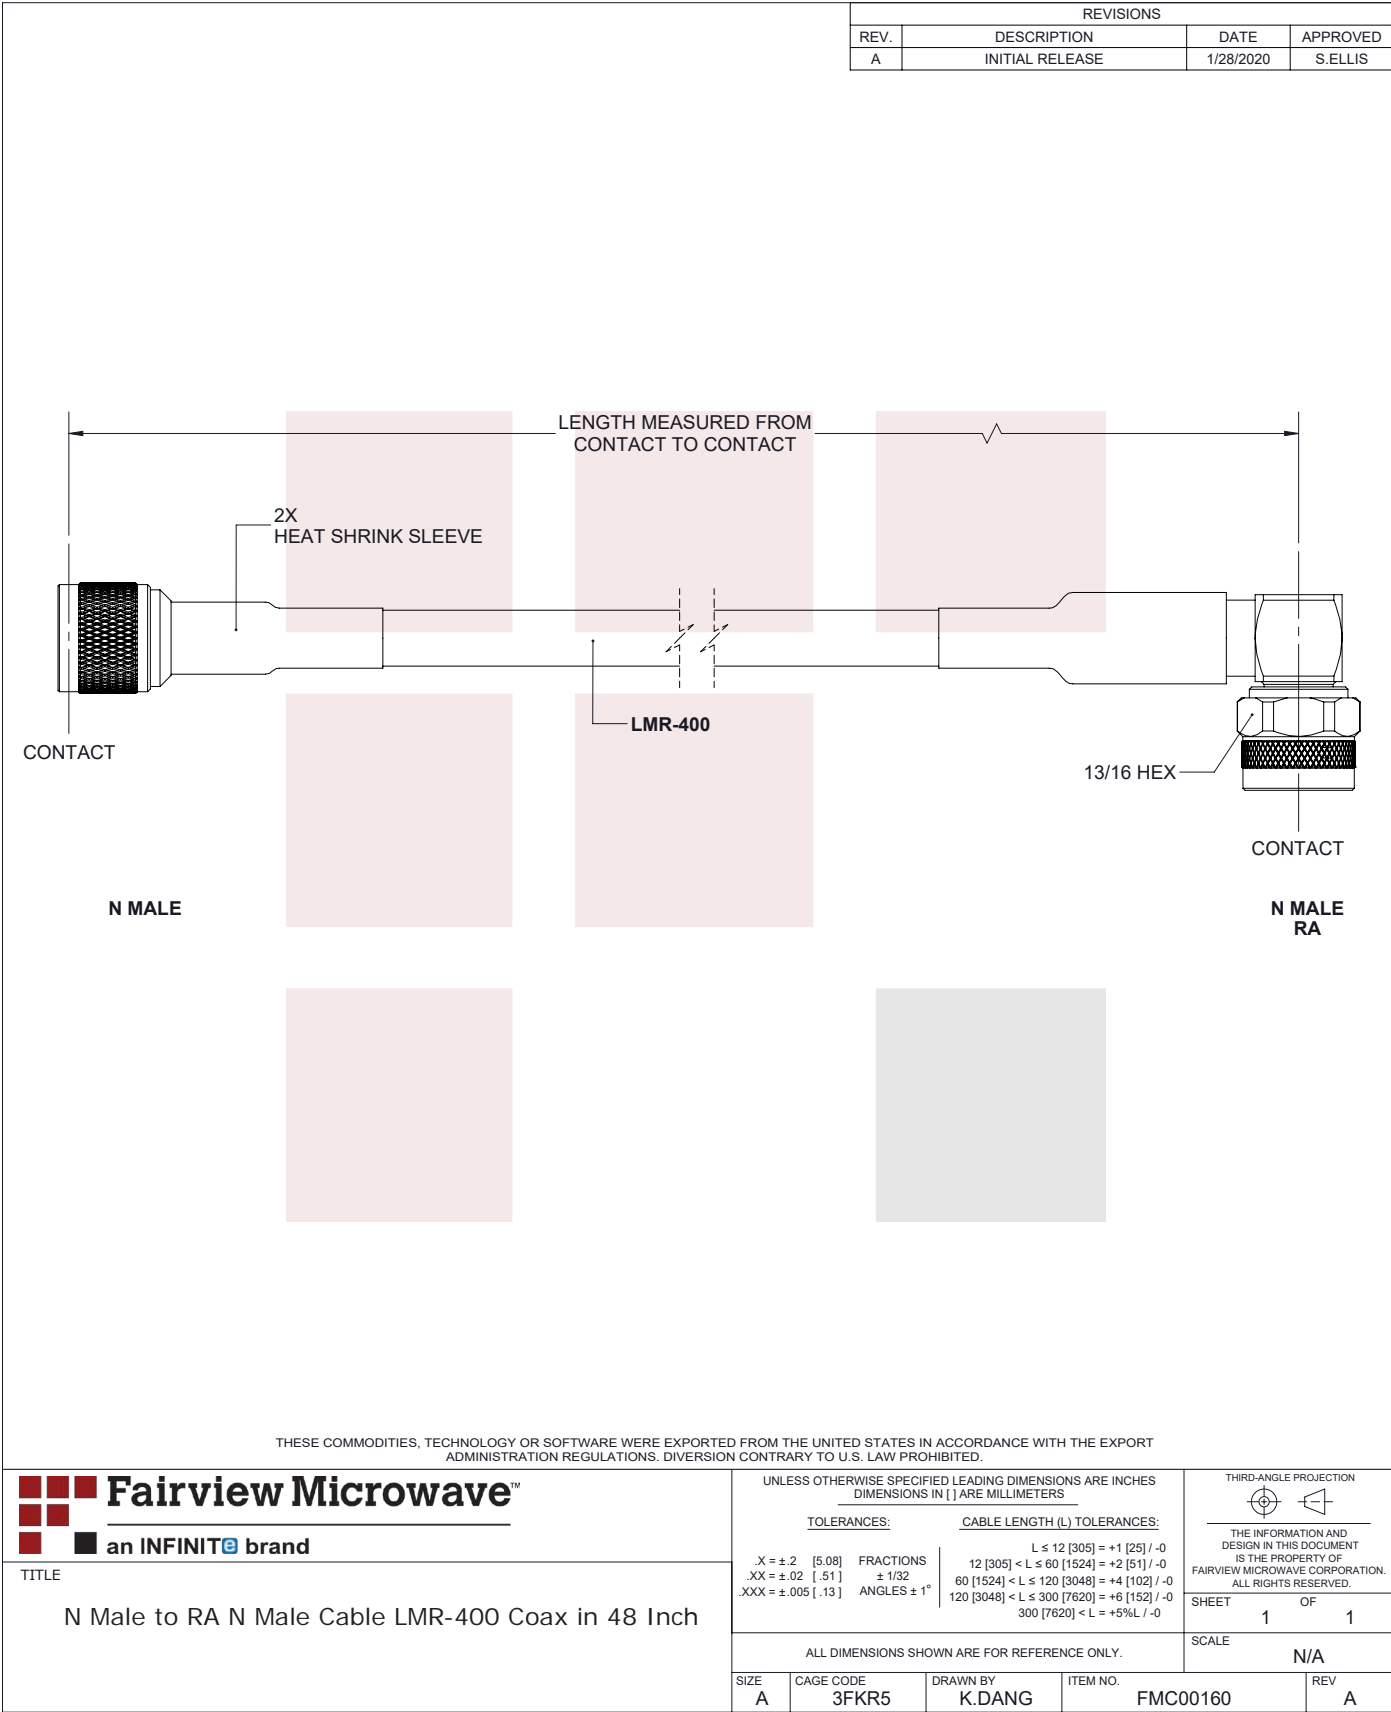 REVISIONS
REV. DESCRIPTION DATE APPROVED
A INITIAL RELEASE 1/28/2020 S.ELLIS
LENGTH MEASURED FROM
CONTACT TO CONTACT
2X
HEAT SHRINK SLEEVE
LMR-400
CONTACT
13/16 HEX
CONTACT
N MALE
N MALE
RA
THESE COMMODITIES, TECHNOLOGY OR SOFTWARE WERE EXPORTED FROM THE UNITED STATES IN ACCORDANCE WITH THE EXPORT
ADMINISTRATION REGULATIONS. DIVERSION CONTRARY TO U.S. LAW PROHIBITED.
Fairview Microwave™
an INFINITe brand
TITLE
N Male to RA N Male Cable LMR-400 Coax in 48 Inch
UNLESS OTHERWISE SPECIFIED LEADING DIMENSIONS ARE INCHES
DIMENSIONS IN [ ] ARE MILLIMETERS
TOLERANCES:
.X = ±.2 [5.08] FRACTIONS
.XX = ±.02 [ .51 ] ± 1/32
.XXX = ±.005 [ .13 ] ANGLES ± 1°
CABLE LENGTH (L) TOLERANCES:
L ≤ 12 [305] = +1 [25] / -0
12 [305] < L ≤ 60 [1524] = +2 [51] / -0
60 [1524] < L ≤ 120 [3048] = +4 [102] / -0
120 [3048] < L ≤ 300 [7620] = +6 [152] / -0
300 [7620] < L = +5%L / -0
THIRD-ANGLE PROJECTION
THE INFORMATION AND
DESIGN IN THIS DOCUMENT
IS THE PROPERTY OF
FAIRVIEW MICROWAVE CORPORATION.
ALL RIGHTS RESERVED.
SHEET 1 OF 1
ALL DIMENSIONS SHOWN ARE FOR REFERENCE ONLY.
SCALE
N/A
SIZE CAGE CODE DRAWN BY ITEM NO. REV
A 3FKR5 K.DANG FMC00160 A